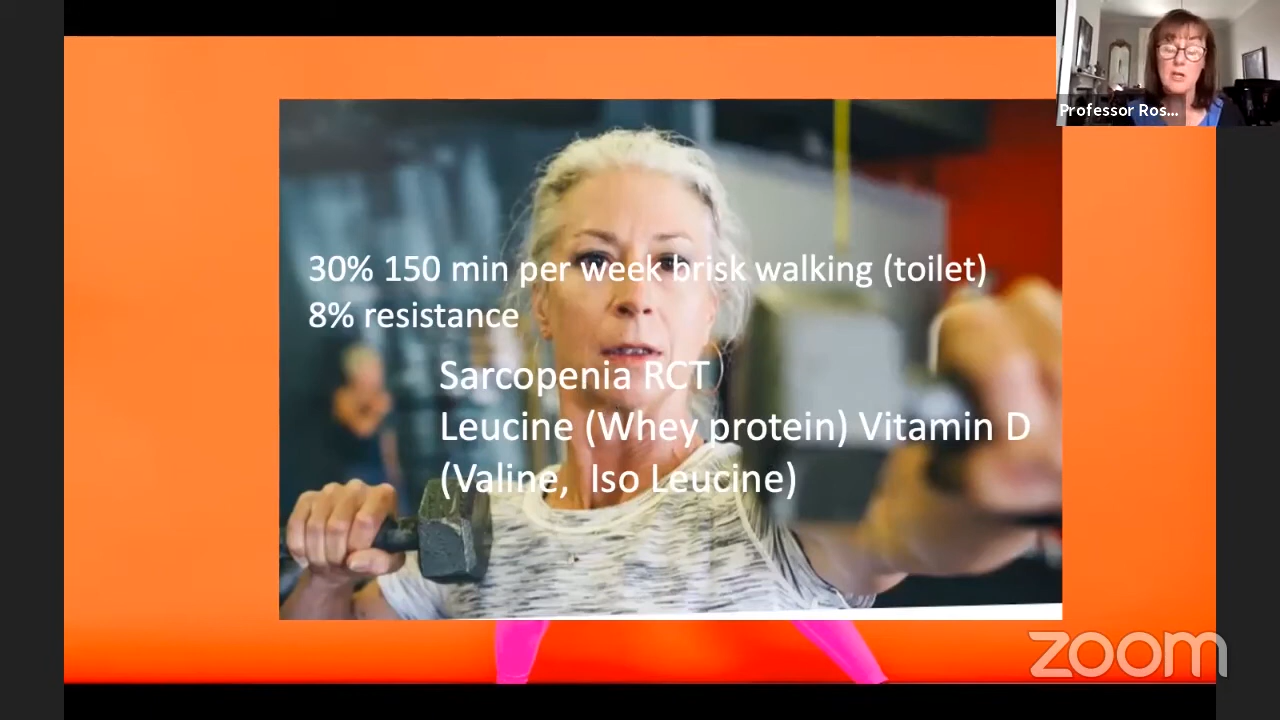 Professor Ros...
30% 150 min per week brisk walking (toilet)
8% resistance
Sarcopenia RCT
Leucine (Whey protein) Vitamin D
(Valine, Iso Leucine)
zoom